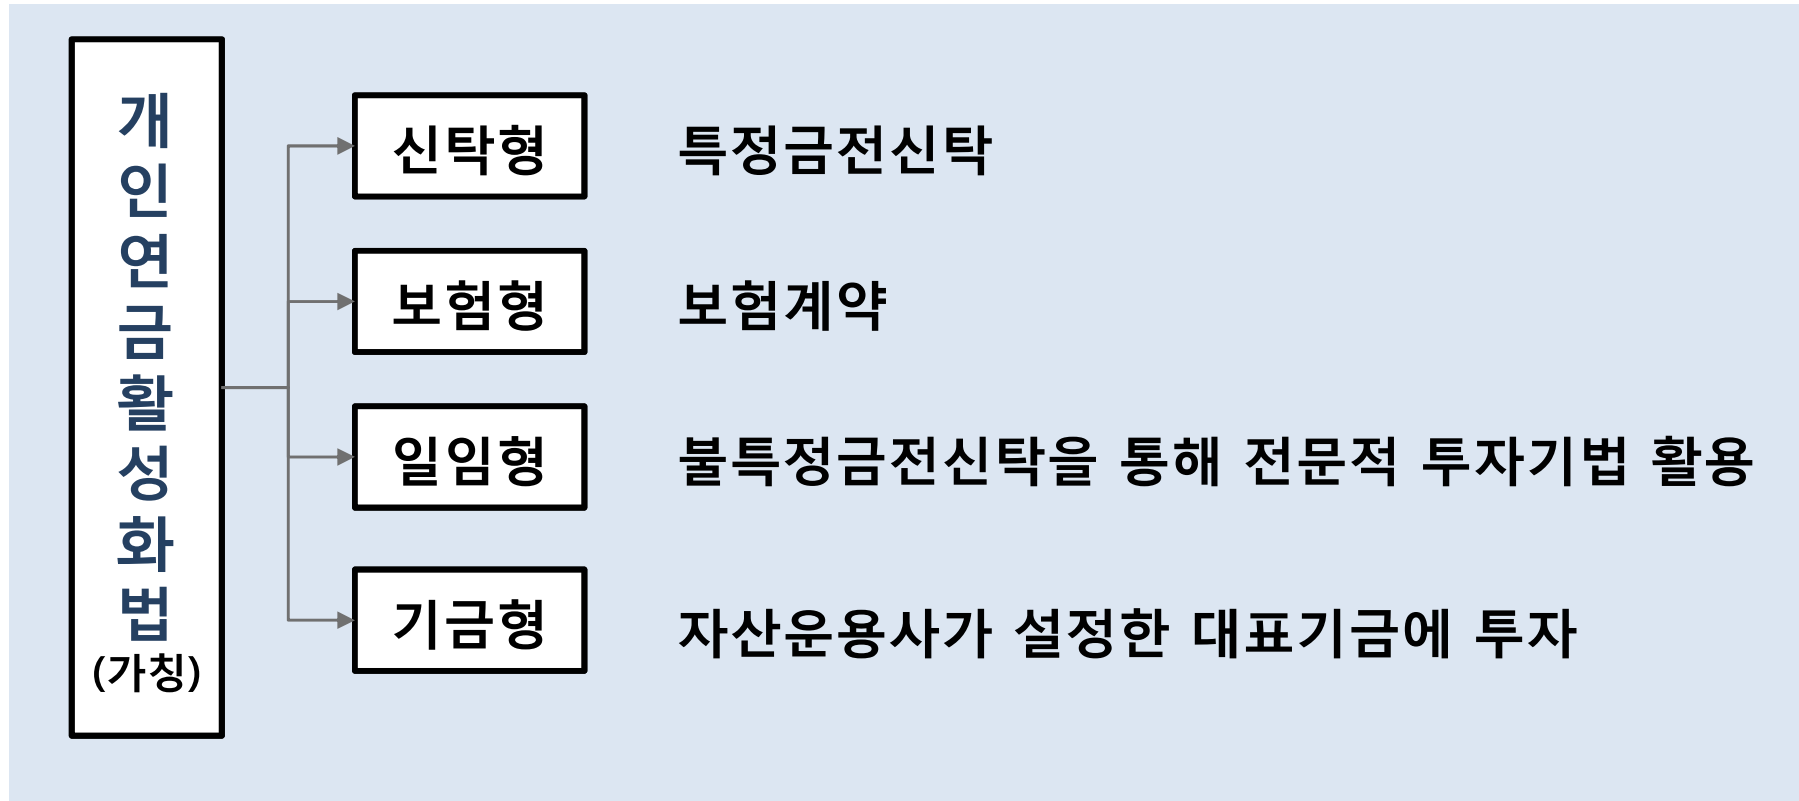 개인연금활성화법
(가칭)
신탁형
특정금전신탁
보험형
보험계약
일임형
불특정금전신탁을 통해 전문적 투자기법 활용
기금형
자산운용사가 설정한 대표기금에 투자